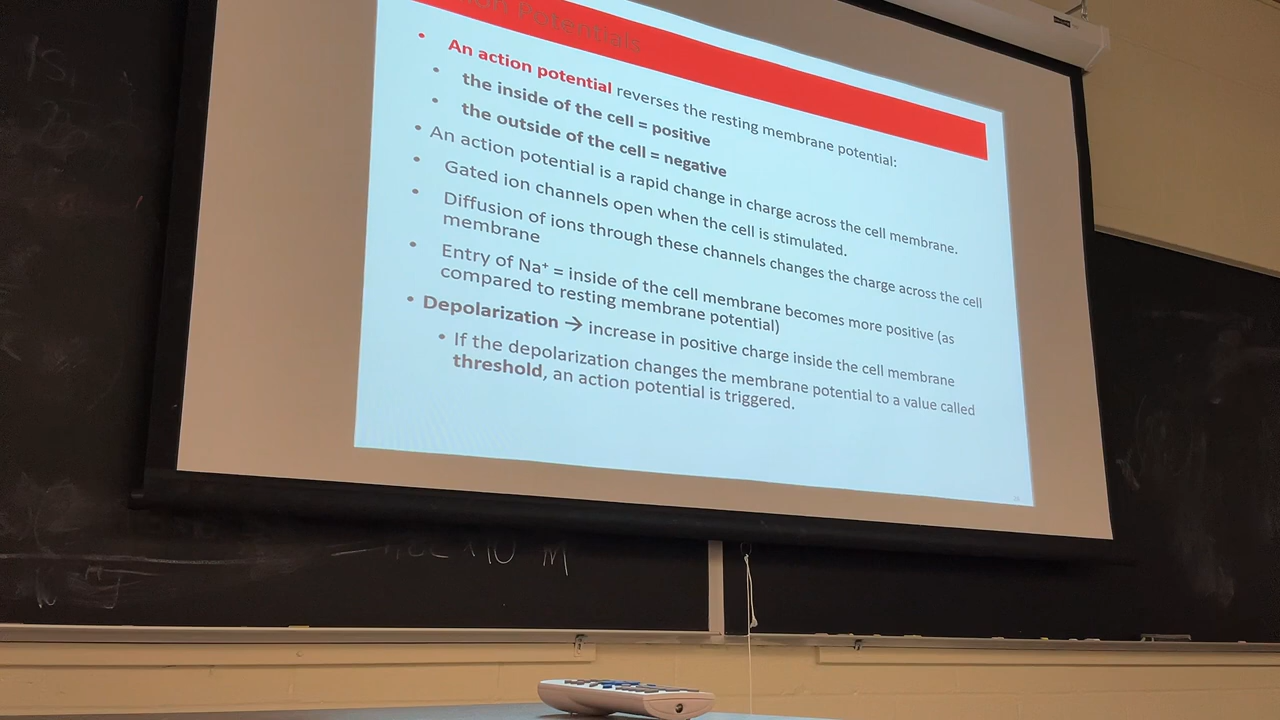 Potentials
• An action potential reverses the resting membrane potential:
• the inside of the cell = positive
• the outside of the cell = negative
• An action potential is a rapid change in charge across the cell membrane.
• Gated ion channels open when the cell is stimulated.
• Diffusion of ions through these channels changes the charge across the cell
membrane
• Entry of Na⁺ = inside of the cell membrane becomes more positive (as
compared to resting membrane potential)
• Depolarization → increase in positive charge inside the cell membrane
• If the depolarization changes the membrane potential to a value called
threshold, an action potential is triggered.